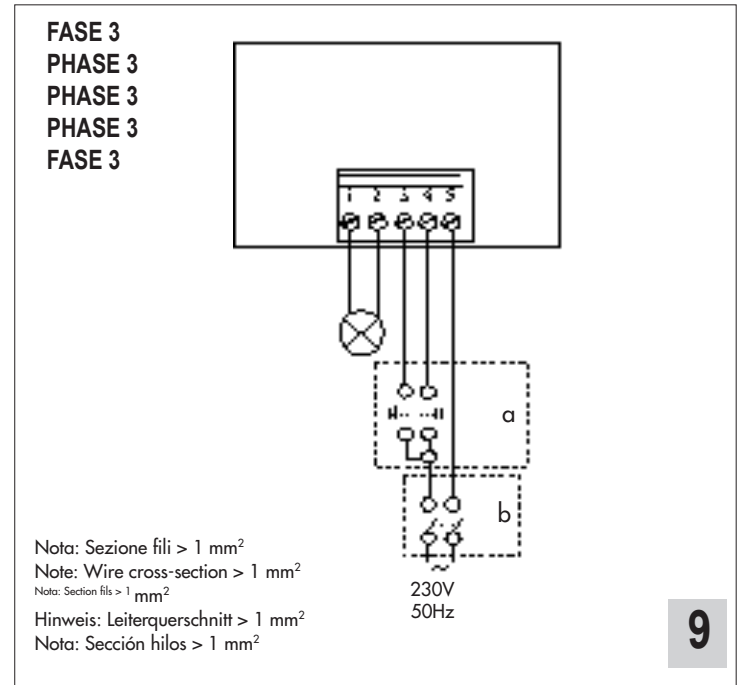 FASE 3
PHASE 3
PHASE 3
PHASE 3
FASE 3
1 2 3 4 5
a
b
230V
50Hz
Nota: Sezione fili > 1 mm²
Note: Wire cross-section > 1 mm²
Nota: Section fils > 1 mm²
Hinweis: Leiterquerschnitt > 1 mm²
Nota: Sección hilos > 1 mm²
9